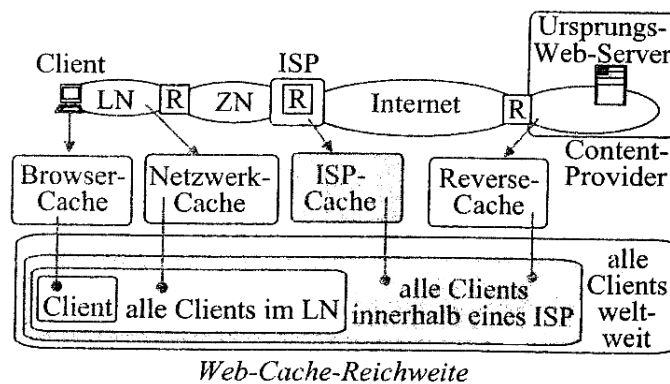 Ursprungs-
Web-Server
Client
ISP
LN
R
ZN
R
Internet
R
Content-
Provider
Browser-
Cache
Netzwerk-
Cache
ISP-
Cache
Reverse-
Cache
Client
alle Clients im LN
alle Clients
innerhalb eines ISP
alle
Clients
welt-
weit
Web-Cache-Reichweite